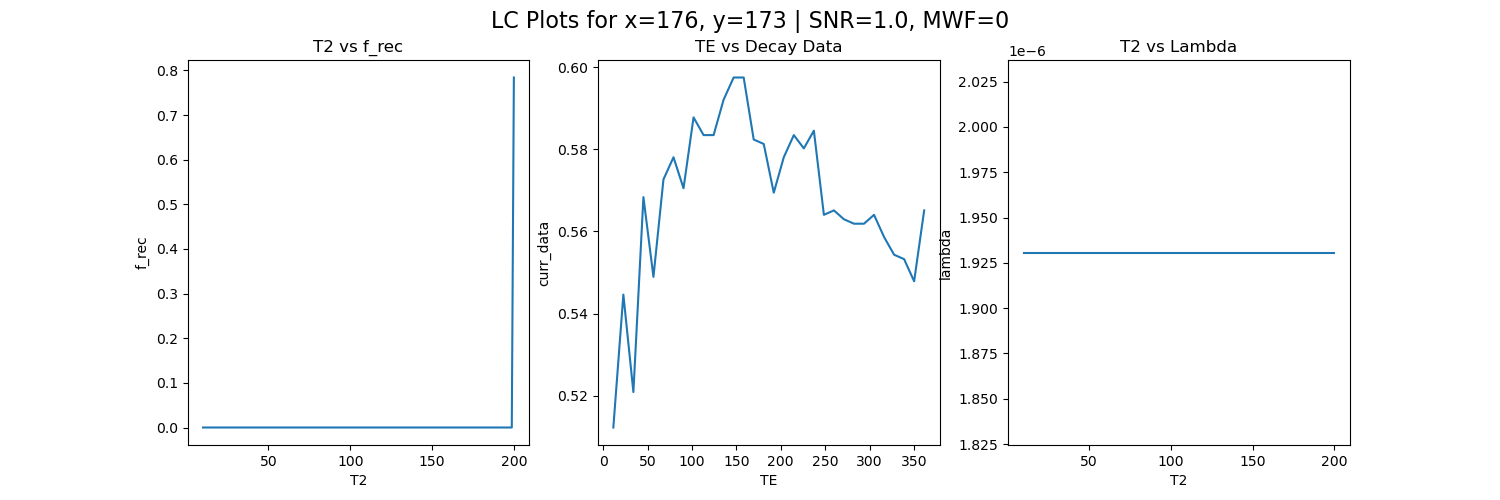 LC Plots for x=176, y=173 | SNR=1.0, MWF=0
T2 vs f_rec
0.8
0.7
0.6
0.5
0.4
0.3
0.2
0.1
0.0
f_rec
50 100 150 200
T2
TE vs Decay Data
0.60
0.58
0.56
0.54
0.52
curr_data
0 50 100 150 200 250 300 350
TE
T2 vs Lambda
1e−6
2.025
2.000
1.975
1.950
1.925
1.900
1.875
1.850
1.825
lambda
50 100 150 200
T2